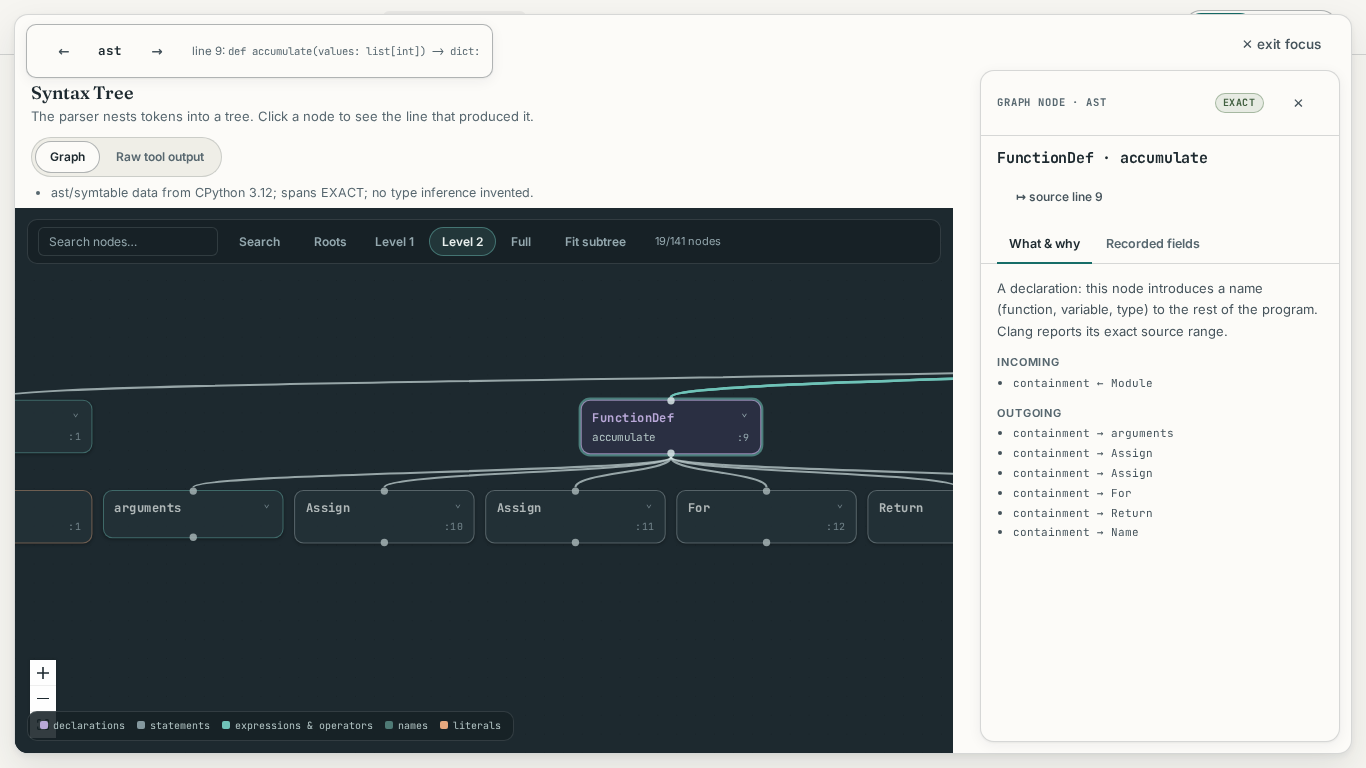 ← ast → line 9: def accumulate(values: list[int]) -> dict:
× exit focus
Syntax Tree
The parser nests tokens into a tree. Click a node to see the line that produced it.
Graph Raw tool output
• ast/symtable data from CPython 3.12; spans EXACT; no type inference invented.
Search nodes... Search Roots Level 1 Level 2 Full Fit subtree 19/141 nodes
:1
FunctionDef
accumulate :9
:1
arguments
Assign
:10
Assign
:11
For
:12
Return
+
−
declarations statements expressions & operators names literals
GRAPH NODE · AST EXACT ×
FunctionDef · accumulate
↦ source line 9
What & why Recorded fields
A declaration: this node introduces a name
(function, variable, type) to the rest of the program.
Clang reports its exact source range.
INCOMING
• containment ← Module
OUTGOING
• containment → arguments
• containment → Assign
• containment → Assign
• containment → For
• containment → Return
• containment → Name